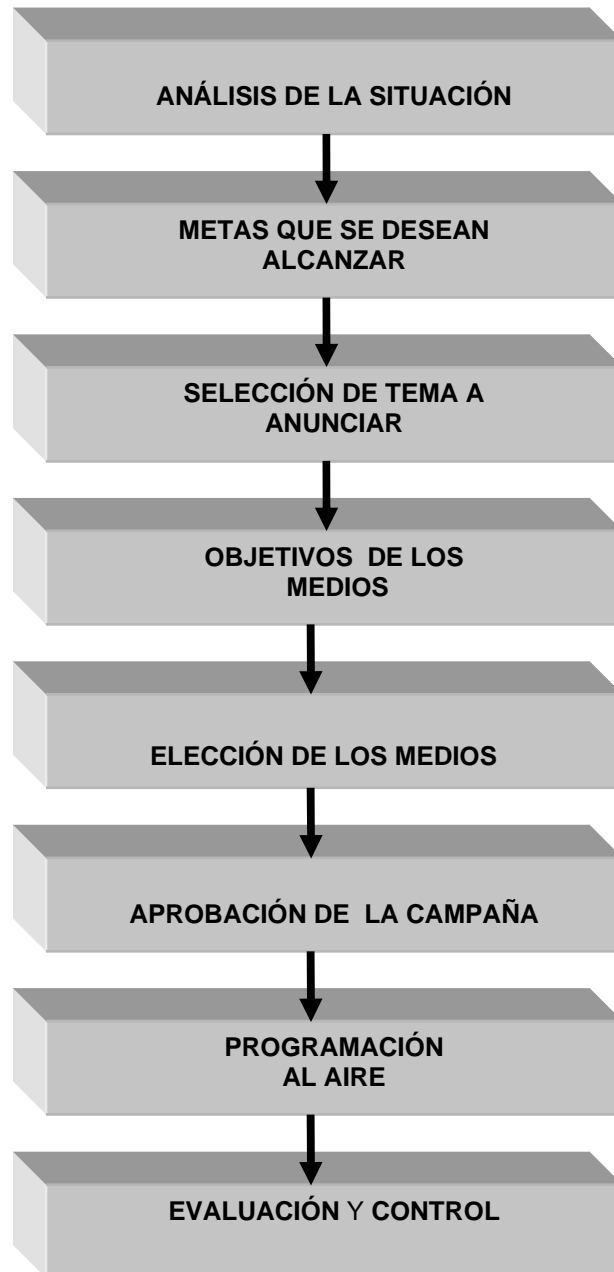 ANÁLISIS DE LA SITUACIÓN
METAS QUE SE DESEAN
ALCANZAR
SELECCIÓN DE TEMA A
ANUNCIAR
OBJETIVOS DE LOS
MEDIOS
ELECCIÓN DE LOS MEDIOS
APROBACIÓN DE LA CAMPAÑA
PROGRAMACIÓN
AL AIRE
EVALUACIÓN Y CONTROL